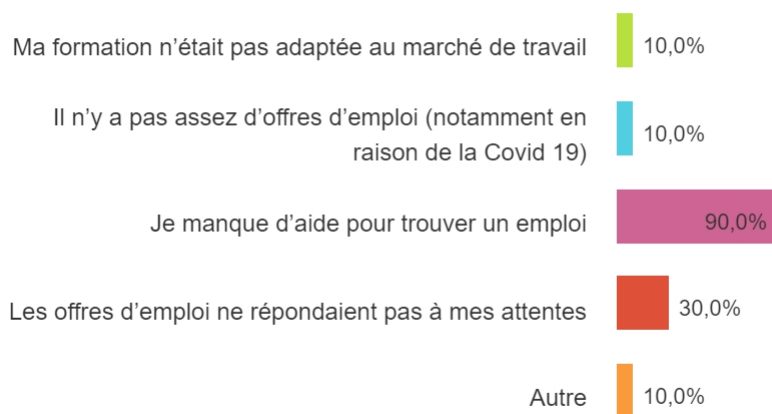 Ma formation n’était pas adaptée au marché de travail 10,0%
Il n’y a pas assez d’offres d’emploi (notamment en
raison de la Covid 19) 10,0%
Je manque d’aide pour trouver un emploi 90,0%
Les offres d’emploi ne répondaient pas à mes attentes 30,0%
Autre 10,0%